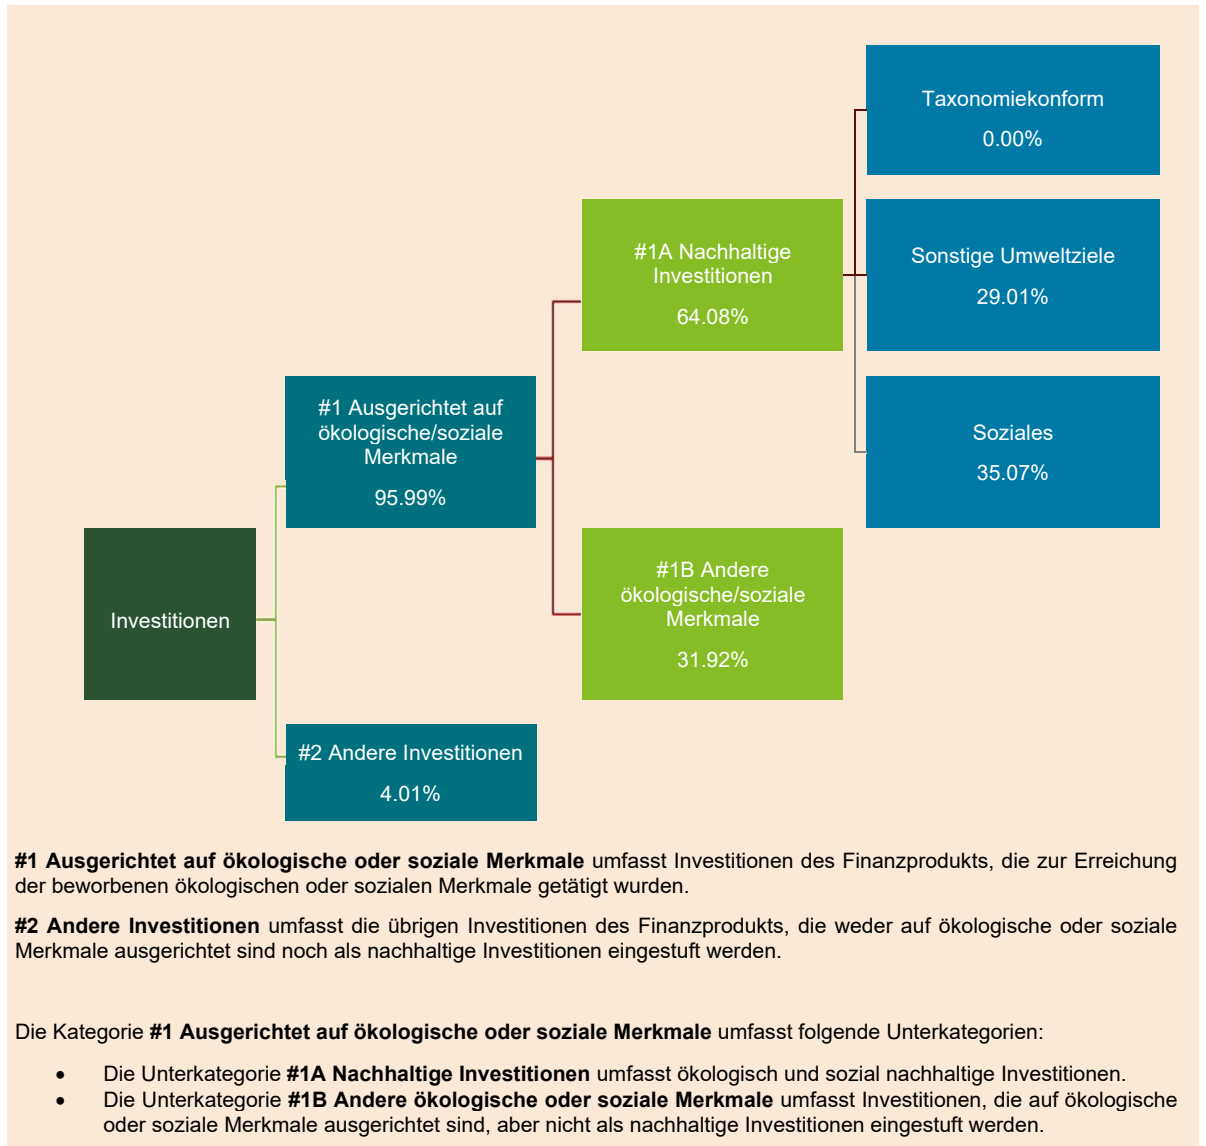 Taxonomiekonform
0.00%
#1A Nachhaltige
Investitionen
64.08%
Sonstige Umweltziele
29.01%
#1 Ausgerichtet auf
ökologische/soziale
Merkmale
95.99%
Soziales
35.07%
Investitionen
#1B Andere
ökologische/soziale
Merkmale
31.92%
#2 Andere Investitionen
4.01%
#1 Ausgerichtet auf ökologische oder soziale Merkmale umfasst Investitionen des Finanzprodukts, die zur Erreichung
der beworbenen ökologischen oder sozialen Merkmale getätigt wurden.
#2 Andere Investitionen umfasst die übrigen Investitionen des Finanzprodukts, die weder auf ökologische oder soziale
Merkmale ausgerichtet sind noch als nachhaltige Investitionen eingestuft werden.
Die Kategorie #1 Ausgerichtet auf ökologische oder soziale Merkmale umfasst folgende Unterkategorien:
• Die Unterkategorie #1A Nachhaltige Investitionen umfasst ökologisch und sozial nachhaltige Investitionen.
• Die Unterkategorie #1B Andere ökologische oder soziale Merkmale umfasst Investitionen, die auf ökologische
oder soziale Merkmale ausgerichtet sind, aber nicht als nachhaltige Investitionen eingestuft werden.